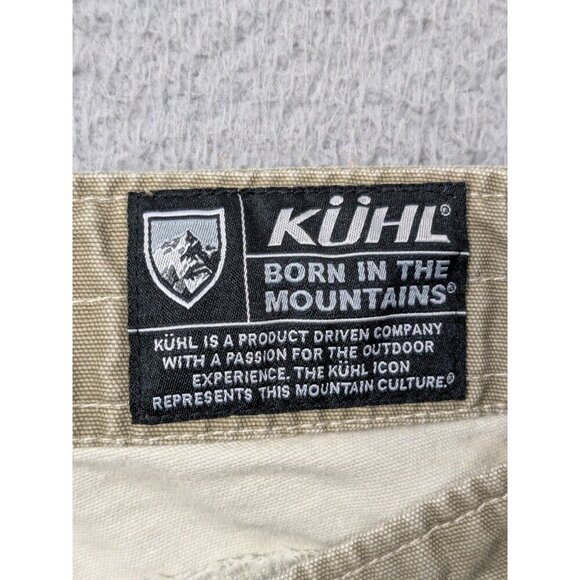 KÜHL®
BORN IN THE
MOUNTAINS®
KÜHL IS A PRODUCT DRIVEN COMPANY
WITH A PASSION FOR THE OUTDOOR
EXPERIENCE. THE KÜHL ICON
REPRESENTS THIS MOUNTAIN CULTURE.®